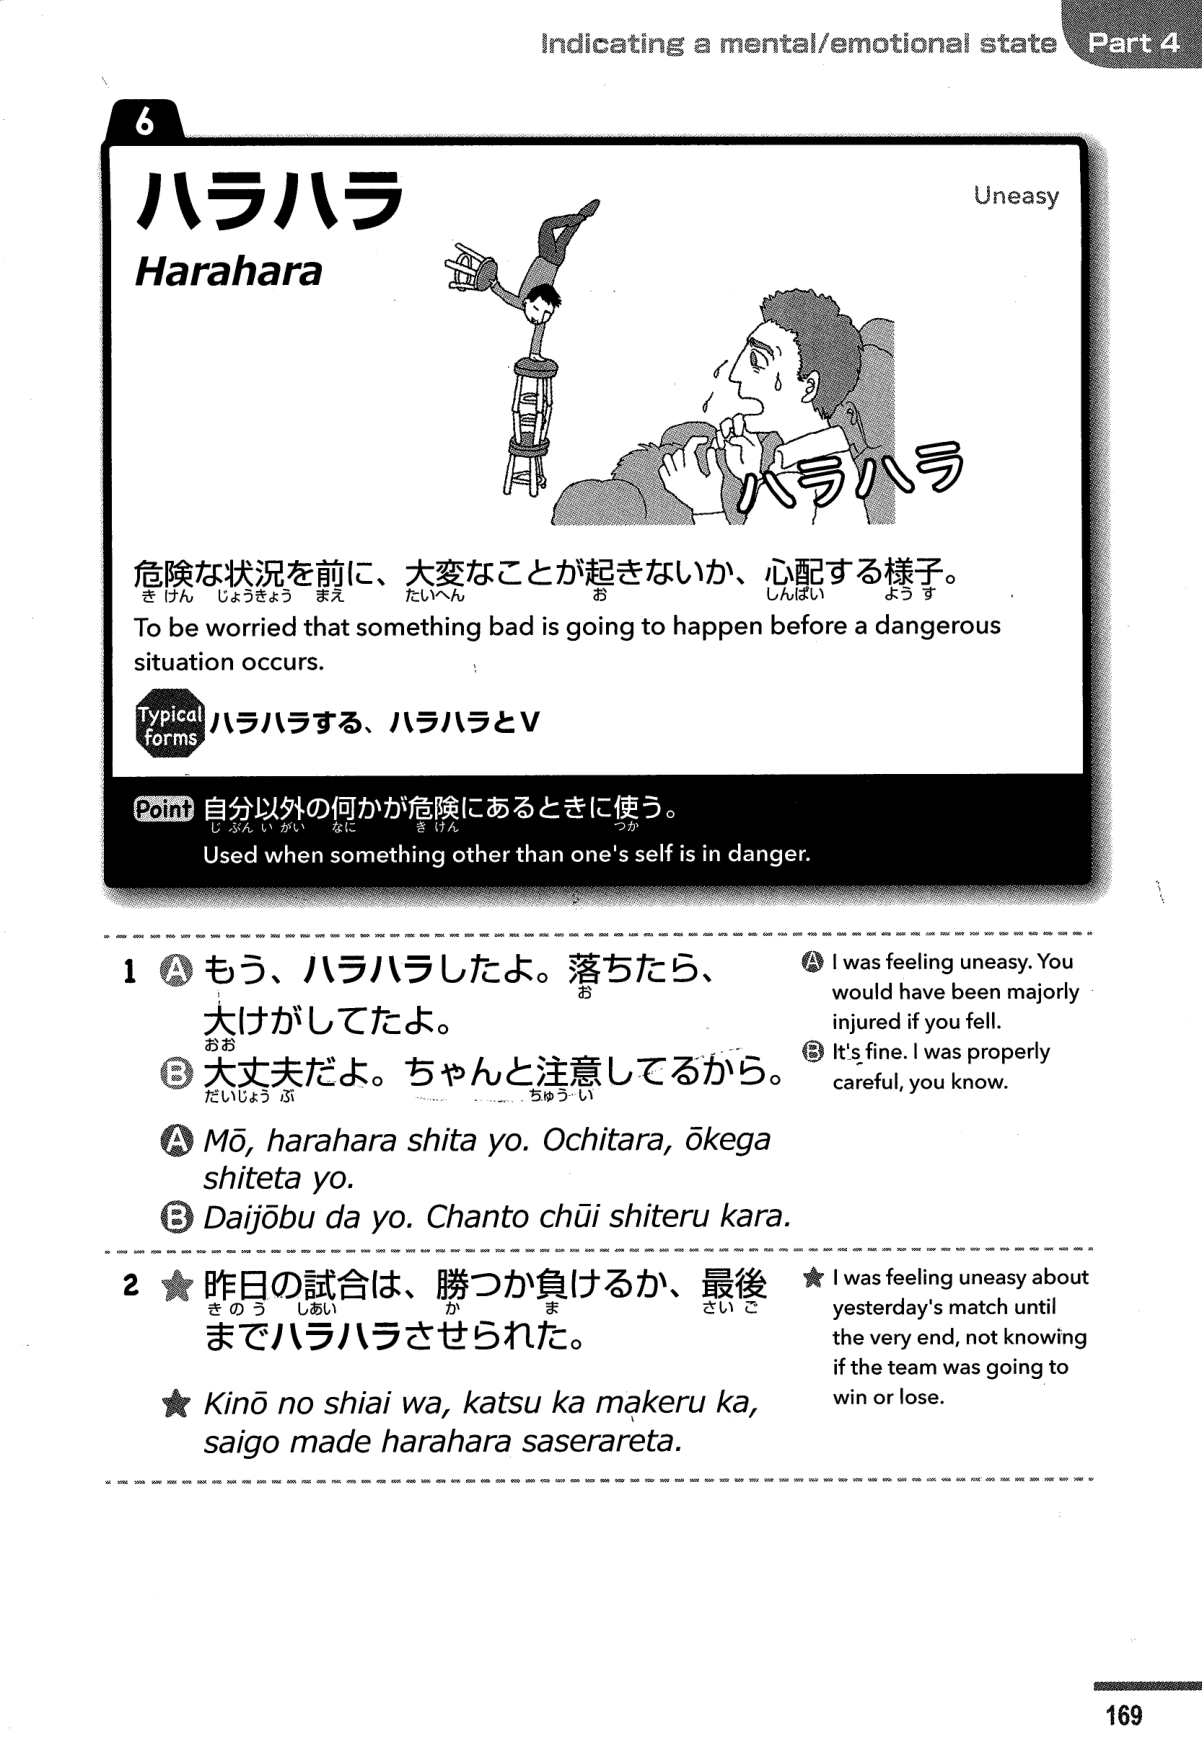 Indicating a mental/emotional state Part 4
6
ハラハラ
Uneasy
Harahara
ハラハラ
危険な状況を前に、大変なことが起きないか、心配する様子。
き けん じょうきょう まえ たいへん お しんぱい よう す
To be worried that something bad is going to happen before a dangerous
situation occurs.
Typical
forms
ハラハラする、ハラハラとV
Point 自分以外の何かが危険にあるときに使う。
じ ぶん い がい なに き けん つか
Used when something other than one's self is in danger.
1 A もう、ハラハラしたよ。落ちたら、
お
大けがしてたよ。
おお
B 大丈夫だよ。ちゃんと注意してるから。
だいじょう ぶ ちゅう い
A I was feeling uneasy. You
would have been majorly
injured if you fell.
B It's fine. I was properly
careful, you know.
A Mō, harahara shita yo. Ochitara, ōkega
shiteta yo.
B Daijōbu da yo. Chanto chūi shiteru kara.
2 ★ 昨日の試合は、勝つか負けるか、最後
き の う しあい か ま さい ご
までハラハラさせられた。
★ I was feeling uneasy about
yesterday's match until
the very end, not knowing
if the team was going to
win or lose.
★ Kinō no shiai wa, katsu ka makeru ka,
saigo made harahara saserareta.
169